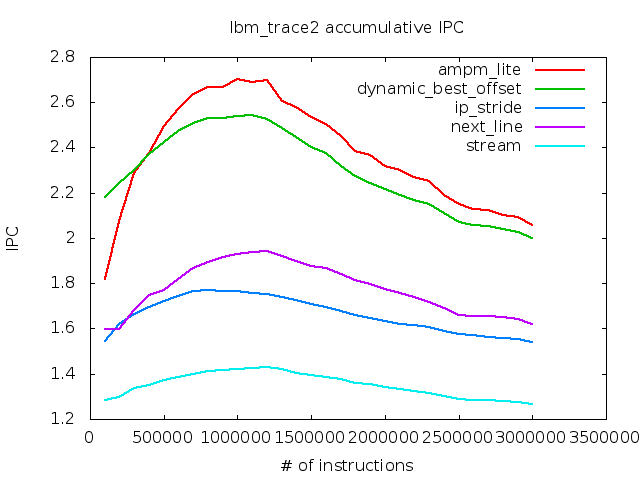 lbm_trace2 accumulative IPC
2.8
2.6
2.4
2.2
2
1.8
1.6
1.4
1.2
IPC
ampm_lite
dynamic_best_offset
ip_stride
next_line
stream
0 500000 1000000 1500000 2000000 2500000 3000000 3500000
# of instructions